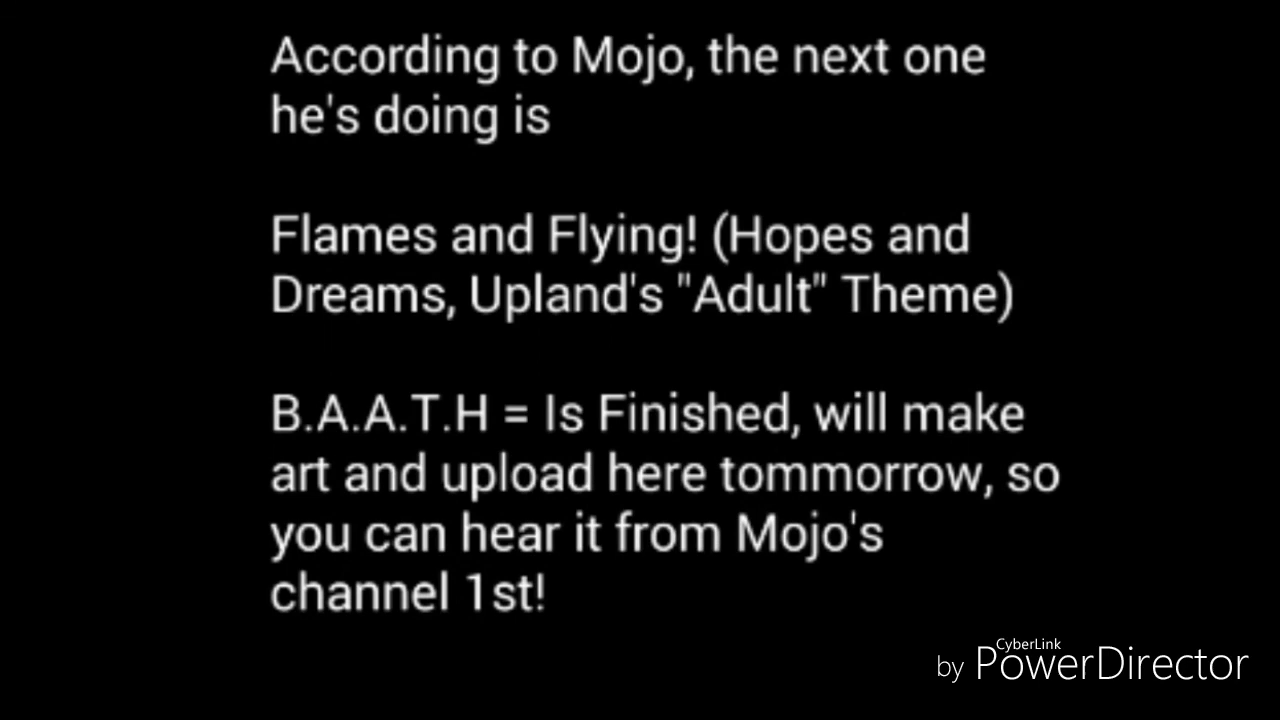 According to Mojo, the next one
he's doing is
Flames and Flying! (Hopes and
Dreams, Upland's "Adult" Theme)
B.A.A.T.H = Is Finished, will make
art and upload here tommorrow, so
you can hear it from Mojo's
channel 1st!
CyberLink
by PowerDirector